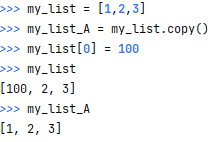 >>> my_list = [1,2,3]
>>> my_list_A = my_list.copy()
>>> my_list[0] = 100
>>> my_list
[100, 2, 3]
>>> my_list_A
[1, 2, 3]